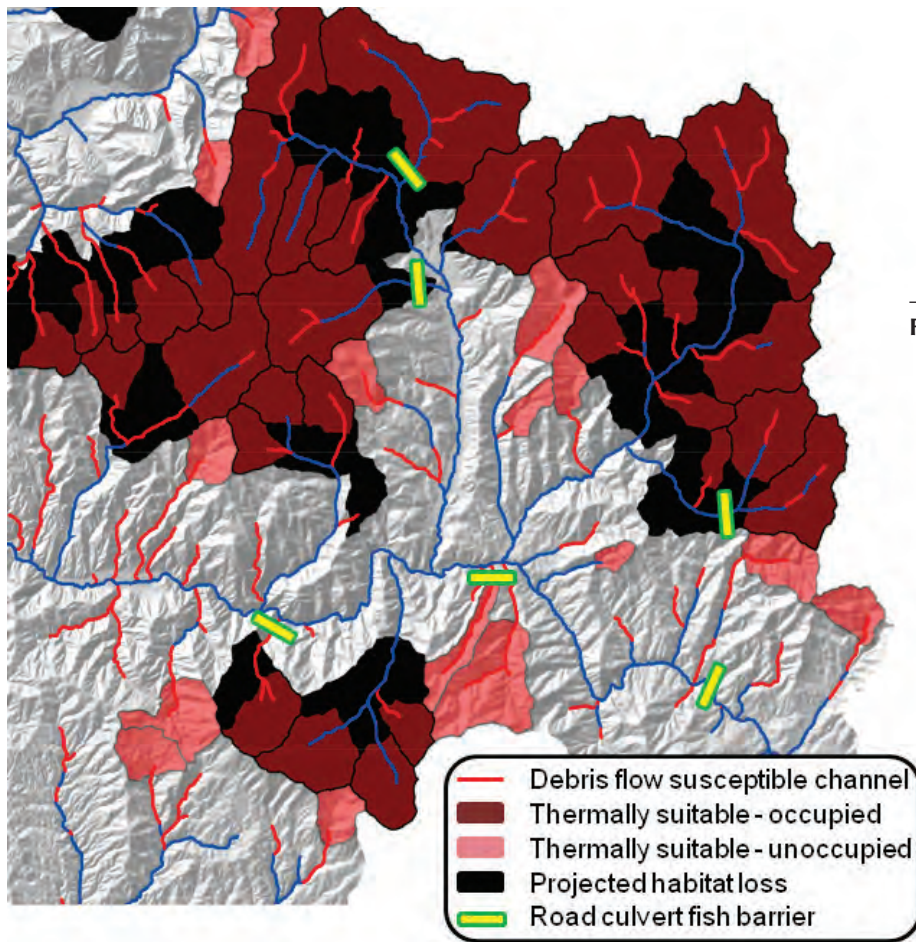 F
Debris flow susceptible channel
Thermally suitable - occupied
Thermally suitable - unoccupied
Projected habitat loss
Road culvert fish barrier